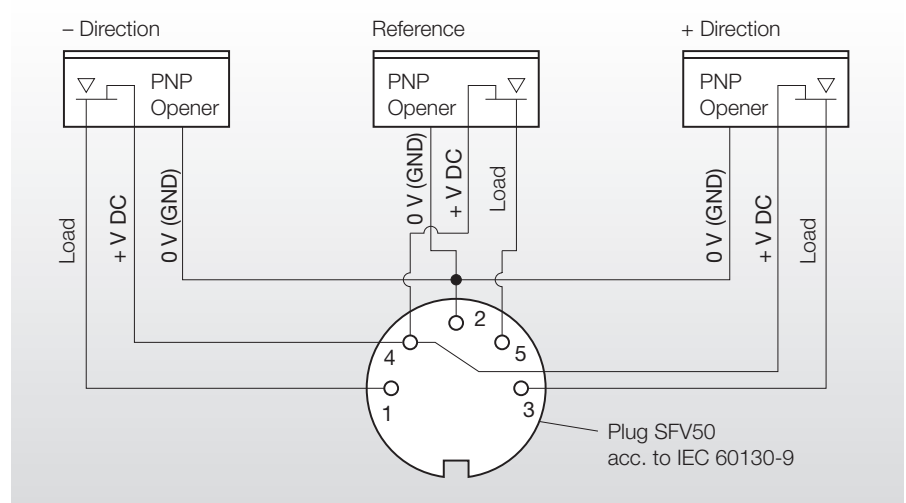 – Direction
Reference
+ Direction
PNP
Opener
PNP
Opener
PNP
Opener
Load
+ V DC
0 V (GND)
0 V (GND)
+ V DC
Load
0 V (GND)
+ V DC
Load
2
4
5
1
3
Plug SFV50
acc. to IEC 60130-9